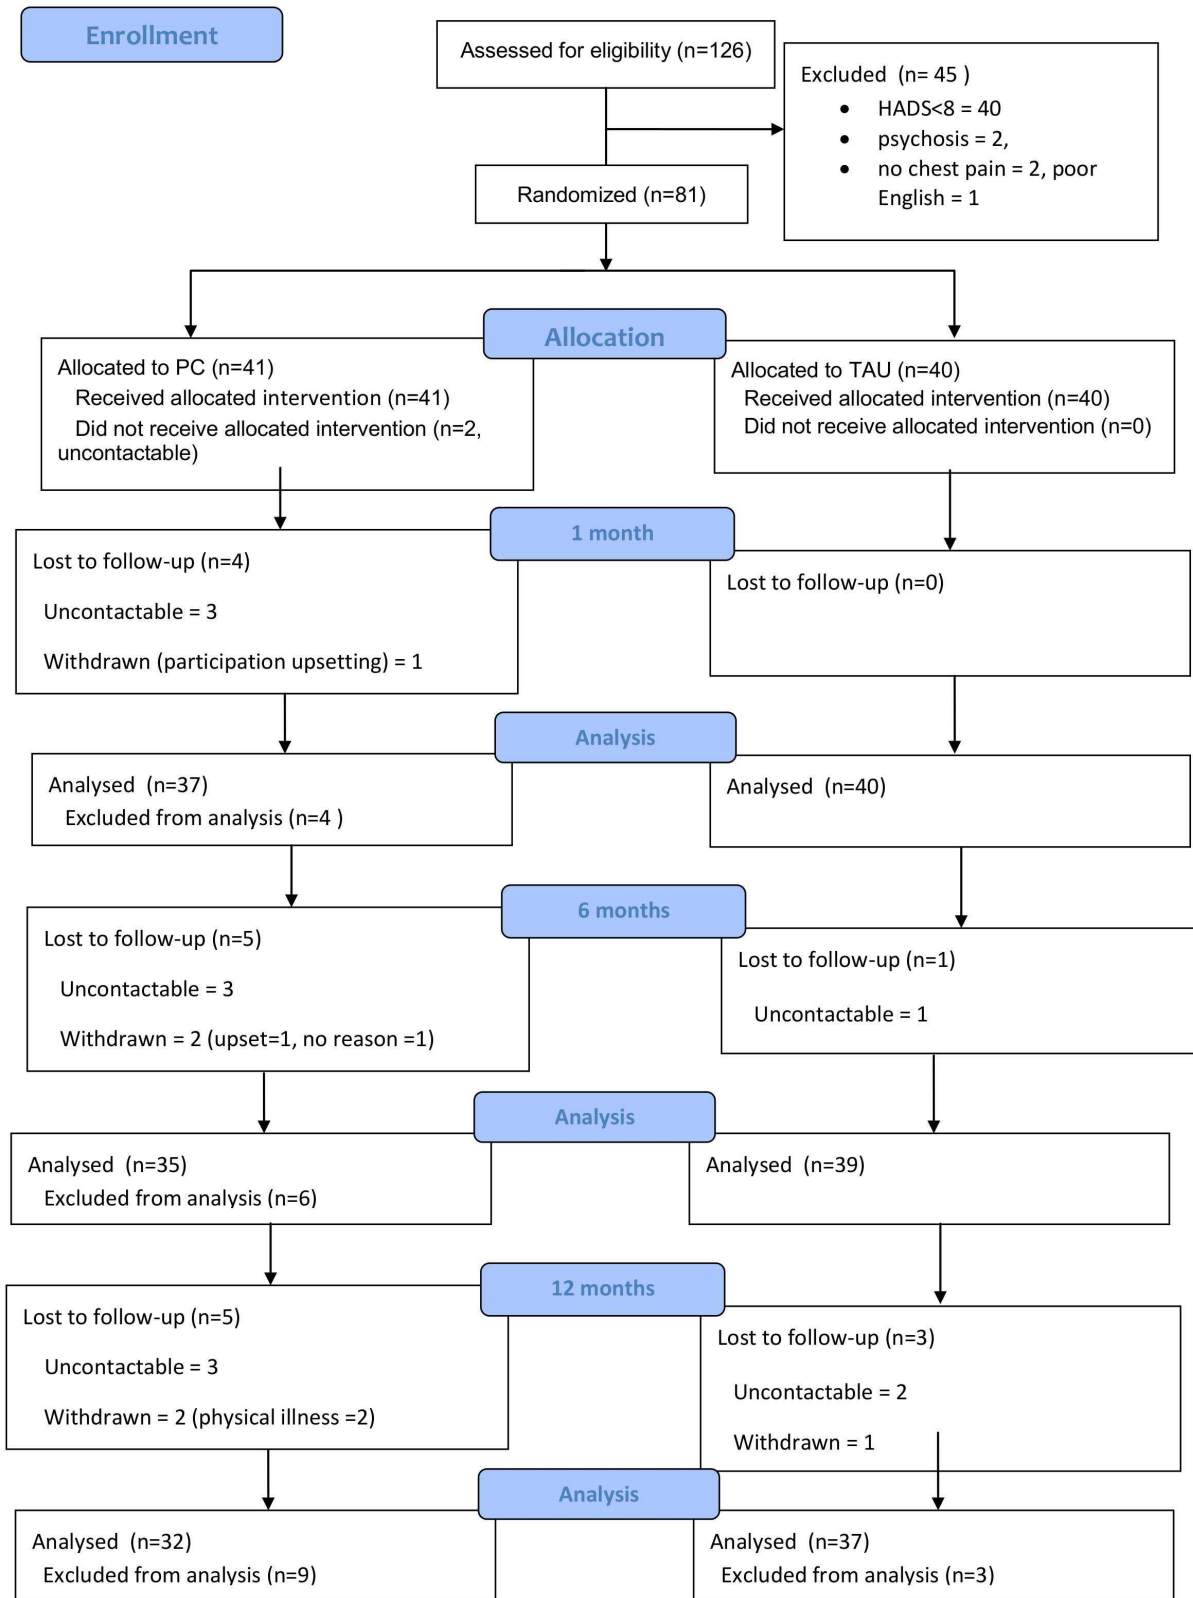 Enrollment
Assessed for eligibility (n=126)
Excluded (n= 45 )
• HADS<8 = 40
• psychosis = 2,
• no chest pain = 2, poor
English = 1
Randomized (n=81)
Allocation
Allocated to PC (n=41)
Received allocated intervention (n=41)
Did not receive allocated intervention (n=2,
uncontactable)
Allocated to TAU (n=40)
Received allocated intervention (n=40)
Did not receive allocated intervention (n=0)
1 month
Lost to follow-up (n=4)
Uncontactable = 3
Withdrawn (participation upsetting) = 1
Lost to follow-up (n=0)
Analysis
Analysed (n=37)
Excluded from analysis (n=4 )
Analysed (n=40)
6 months
Lost to follow-up (n=5)
Uncontactable = 3
Withdrawn = 2 (upset=1, no reason =1)
Lost to follow-up (n=1)
Uncontactable = 1
Analysis
Analysed (n=35)
Excluded from analysis (n=6)
Analysed (n=39)
12 months
Lost to follow-up (n=5)
Uncontactable = 3
Withdrawn = 2 (physical illness =2)
Lost to follow-up (n=3)
Uncontactable = 2
Withdrawn = 1
Analysis
Analysed (n=32)
Excluded from analysis (n=9)
Analysed (n=37)
Excluded from analysis (n=3)